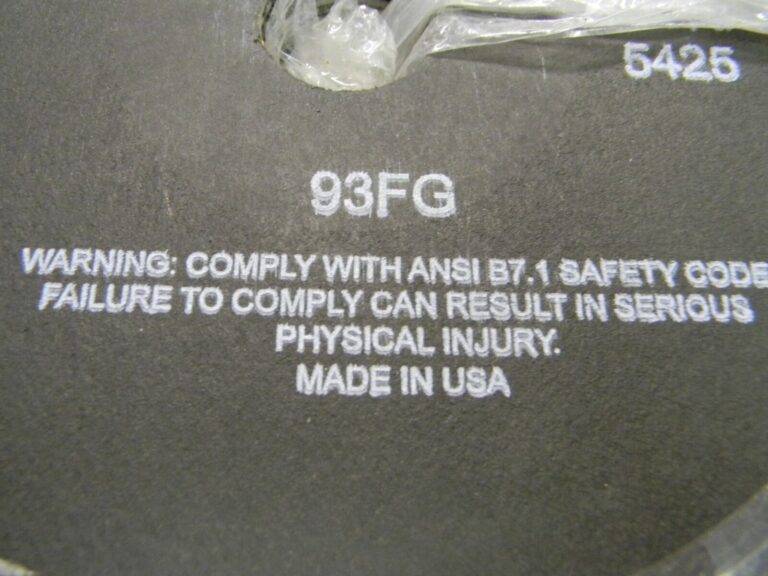 5425
93FG
WARNING: COMPLY WITH ANSI B7.1 SAFETY CODE
FAILURE TO COMPLY CAN RESULT IN SERIOUS
PHYSICAL INJURY.
MADE IN USA